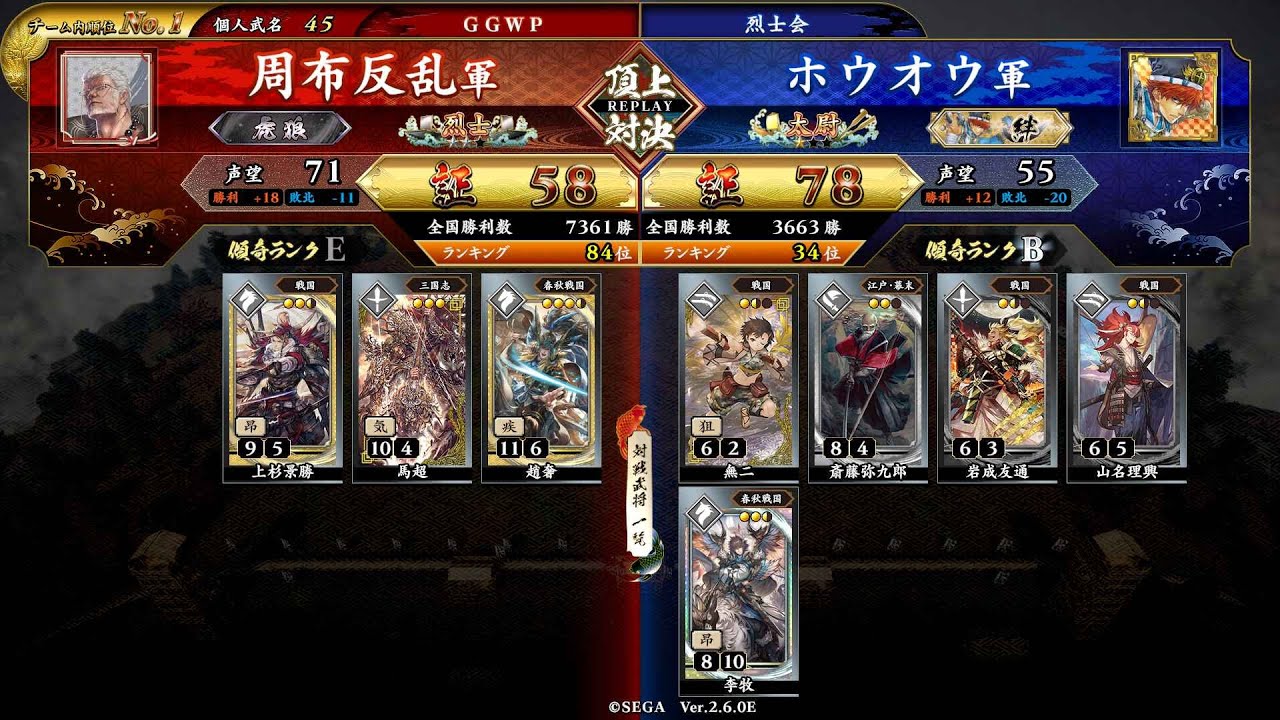 チーム内順位 No.1 個人武名 45 GGWP 烈士会
周布反乱軍 頂上 ホウオウ軍
REPLAY
対決
烈士 太尉 絆
声望 71 証 58 証 78 声望 55
勝利 +18 敗北 -11 勝利 +12 敗北 -20
全国勝利数 7361勝 全国勝利数 3663勝
傾奇ランクE ランキング 84位 ランキング 34位 傾奇ランクB
戦国 三国志 春秋戦国 戦国 江戸・幕末 戦国 戦国
昂 気 疾 狙
9 5 10 4 11 6 6 2 8 4 6 3 6 5
上杉景勝 馬超 趙奢 無二 斎藤弥九郎 岩成友通 山名理興
対戦武将一覧
春秋戦国
昂
8 10
李牧
©SEGA Ver.2.6.0E